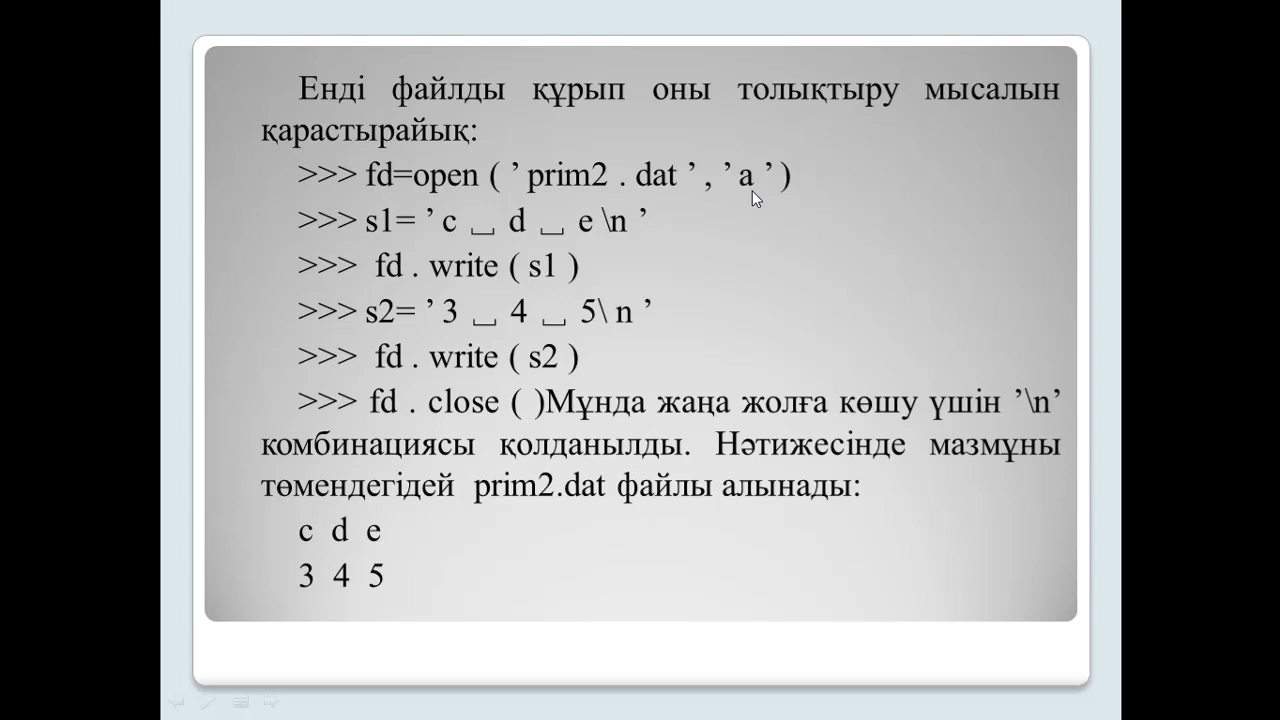 Енді файлды құрып оны толықтыру мысалын
қарастырайық:
>>> fd=open ( ’ prim2 . dat ’ , ’ a ’ )
>>> s1= ’ c ⎵ d ⎵ e \n ’
>>> fd . write ( s1 )
>>> s2= ’ 3 ⎵ 4 ⎵ 5\ n ’
>>> fd . write ( s2 )
>>> fd . close ( )Мұнда жаңа жолға көшу үшін ’\n’
комбинациясы қолданылды. Нәтижесінде мазмұны
төмендегідей prim2.dat файлы алынады:
c d e
3 4 5